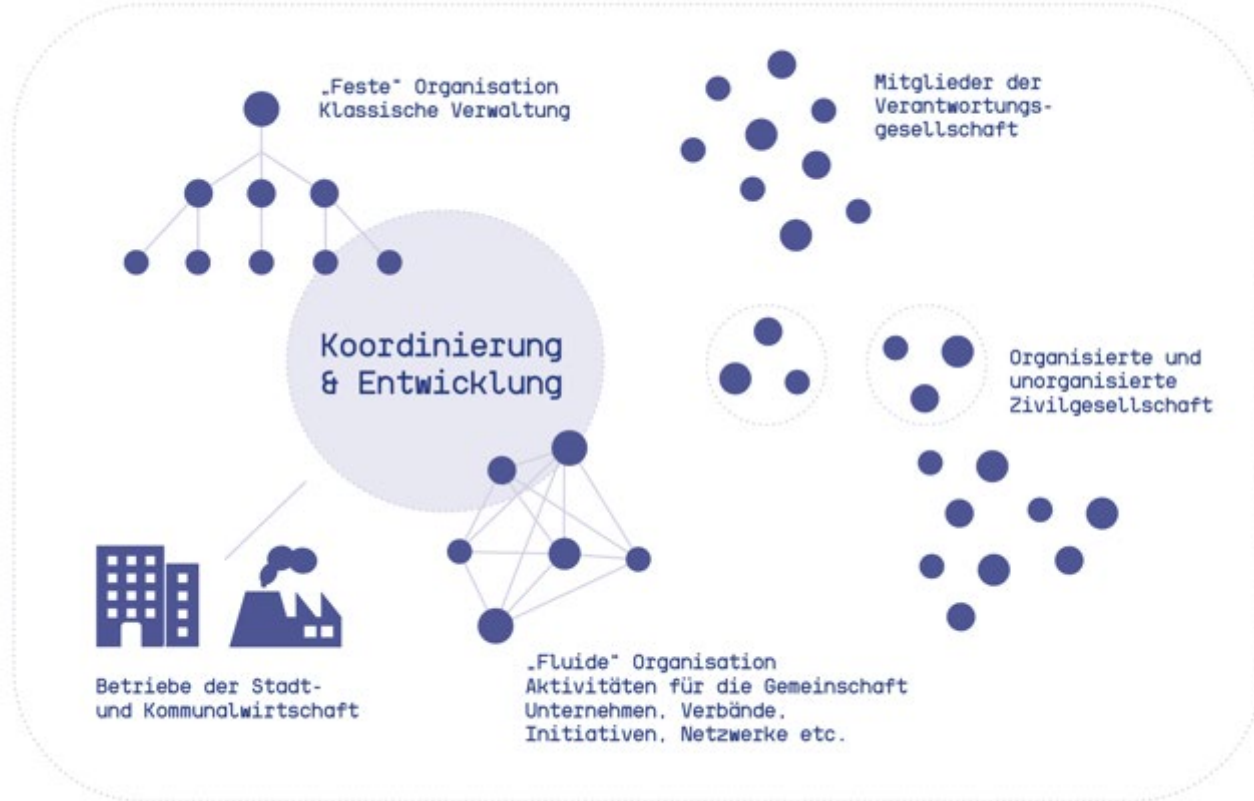 „Feste“ Organisation
Klassische Verwaltung
Mitglieder der
Verantwortungs-
gesellschaft
Koordinierung
& Entwicklung
Organisierte und
unorganisierte
Zivilgesellschaft
Betriebe der Stadt-
und Kommunalwirtschaft
„Fluide“ Organisation
Aktivitäten für die Gemeinschaft
Unternehmen, Verbände,
Initiativen, Netzwerke etc.